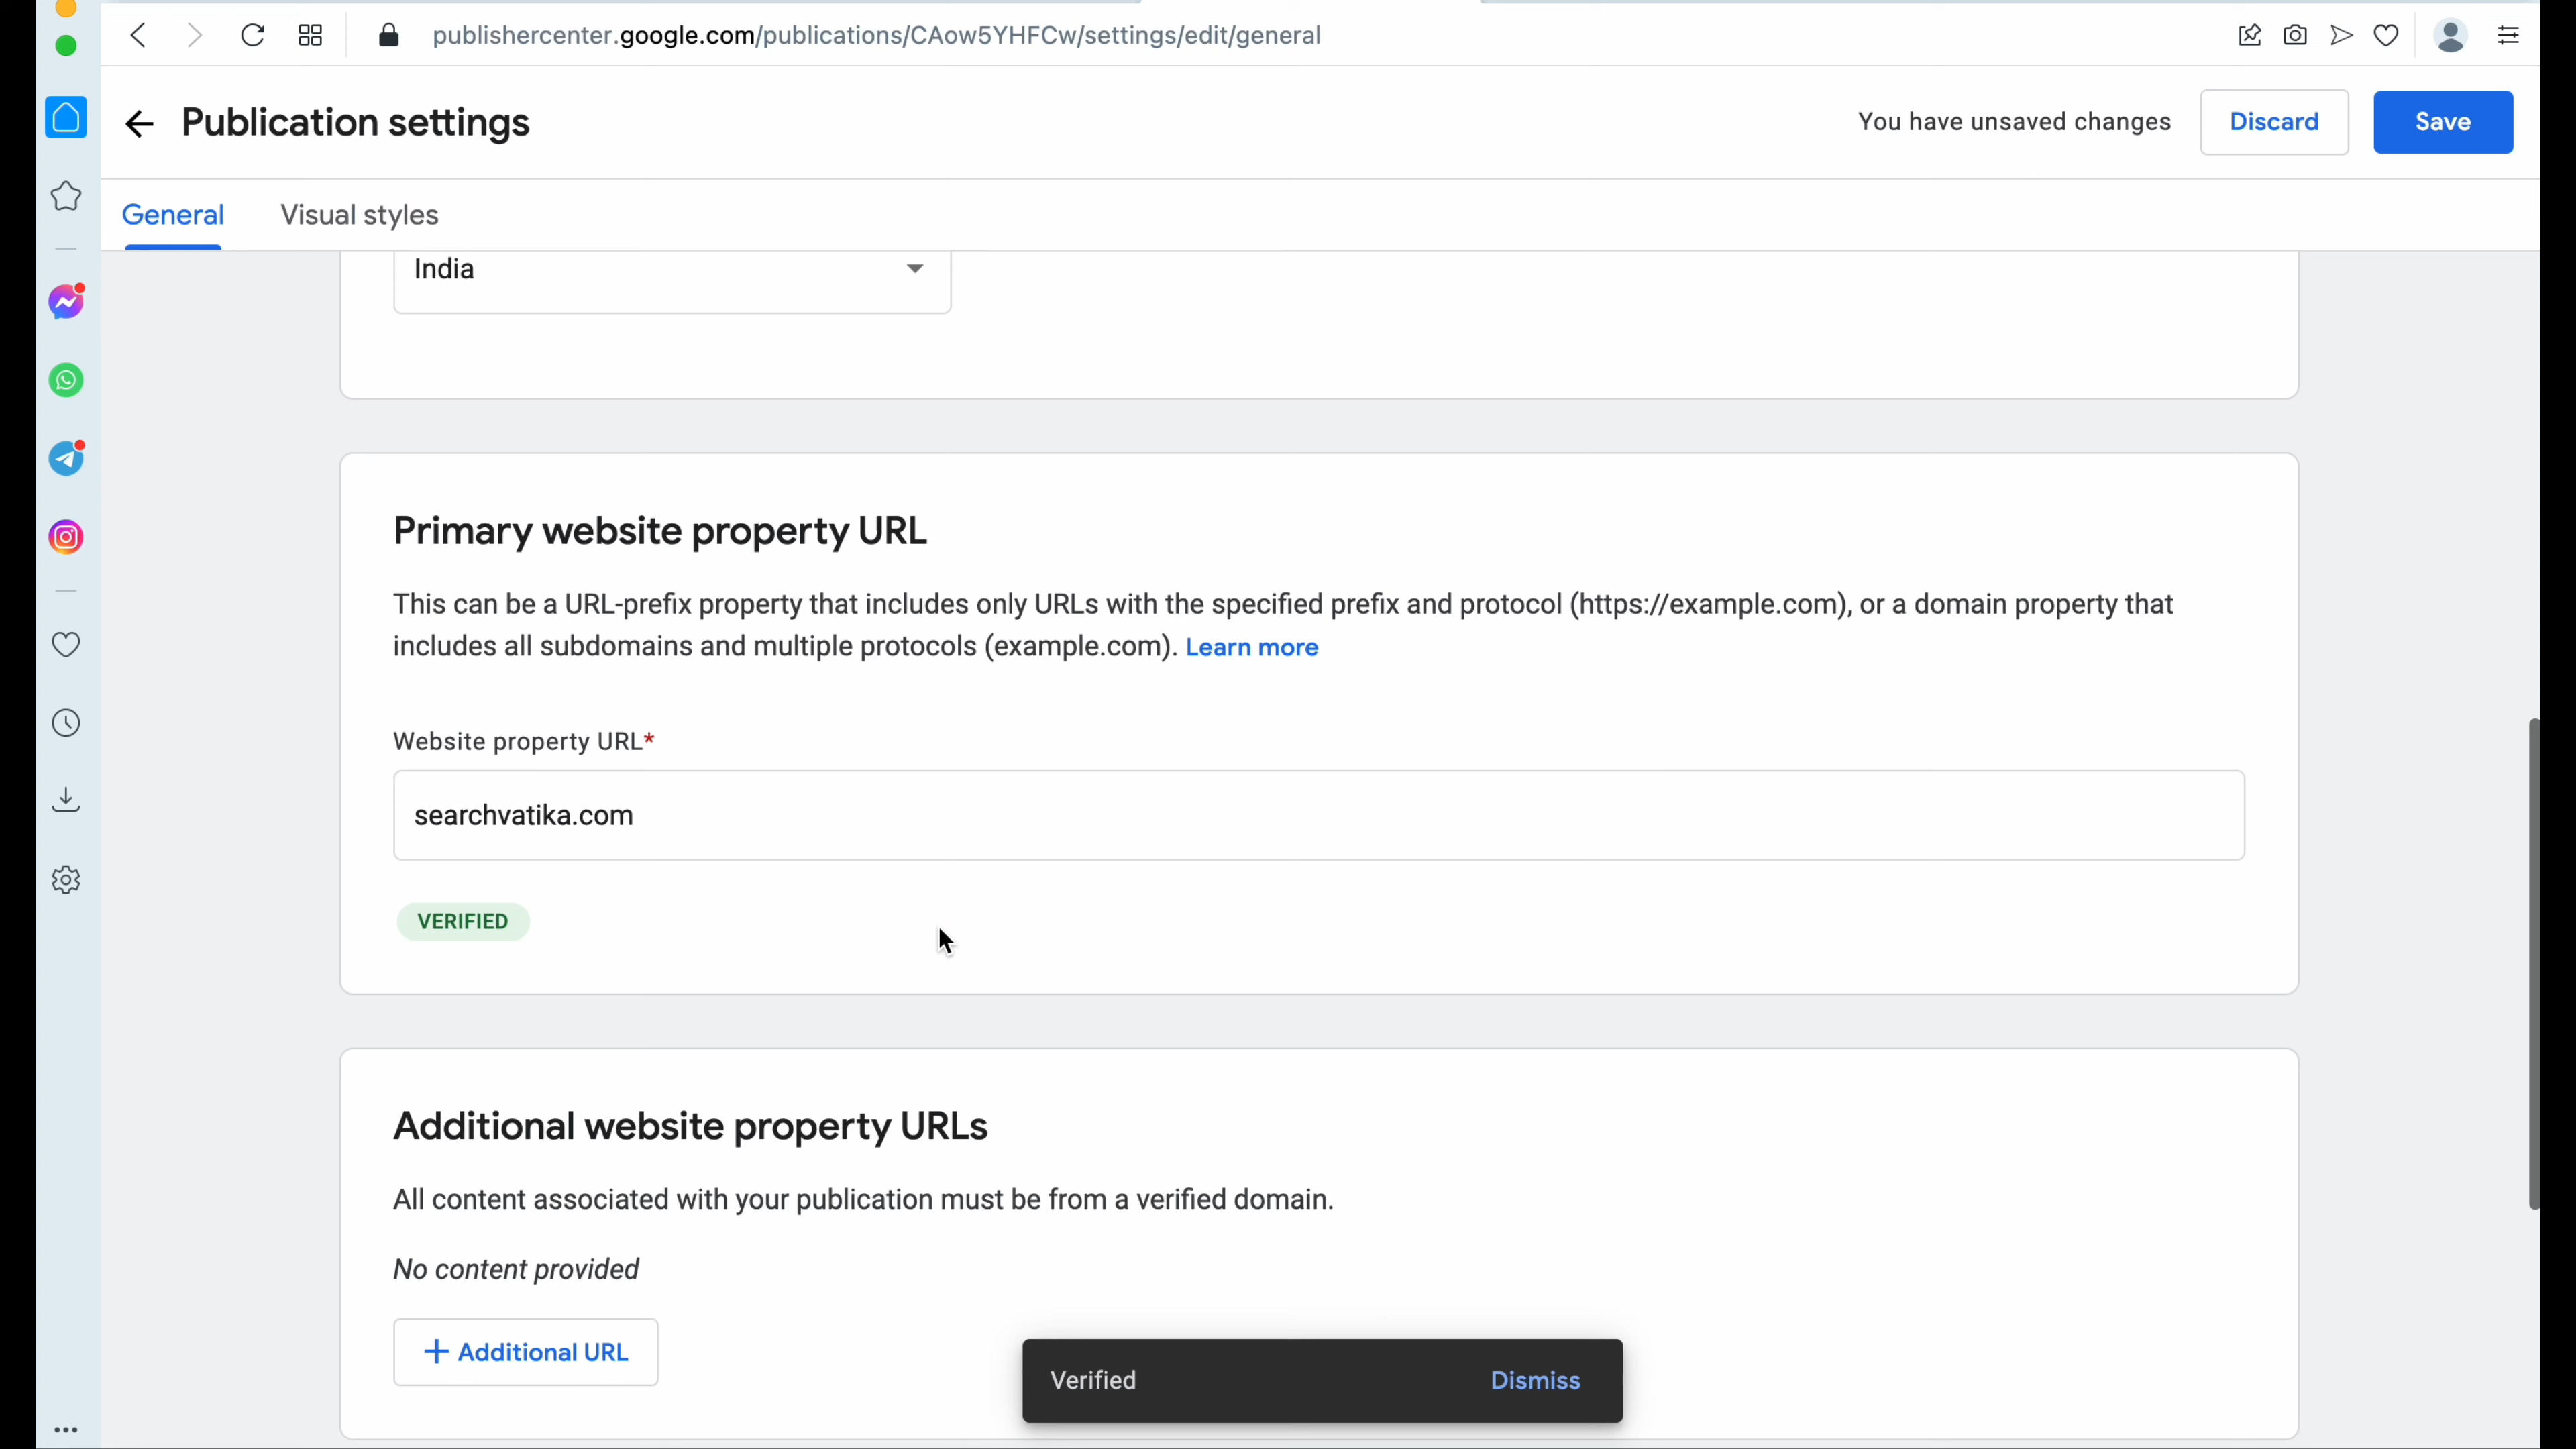 publishercenter.google.com/publications/CAow5YHFCw/settings/edit/general
Publication settings
You have unsaved changes
Discard
Save
General
Visual styles
India
Primary website property URL
This can be a URL-prefix property that includes only URLs with the specified prefix and protocol (https://example.com), or a domain property that
includes all subdomains and multiple protocols (example.com). Learn more
Website property URL*
searchvatika.com
VERIFIED
Additional website property URLs
All content associated with your publication must be from a verified domain.
No content provided
+ Additional URL
Verified
Dismiss